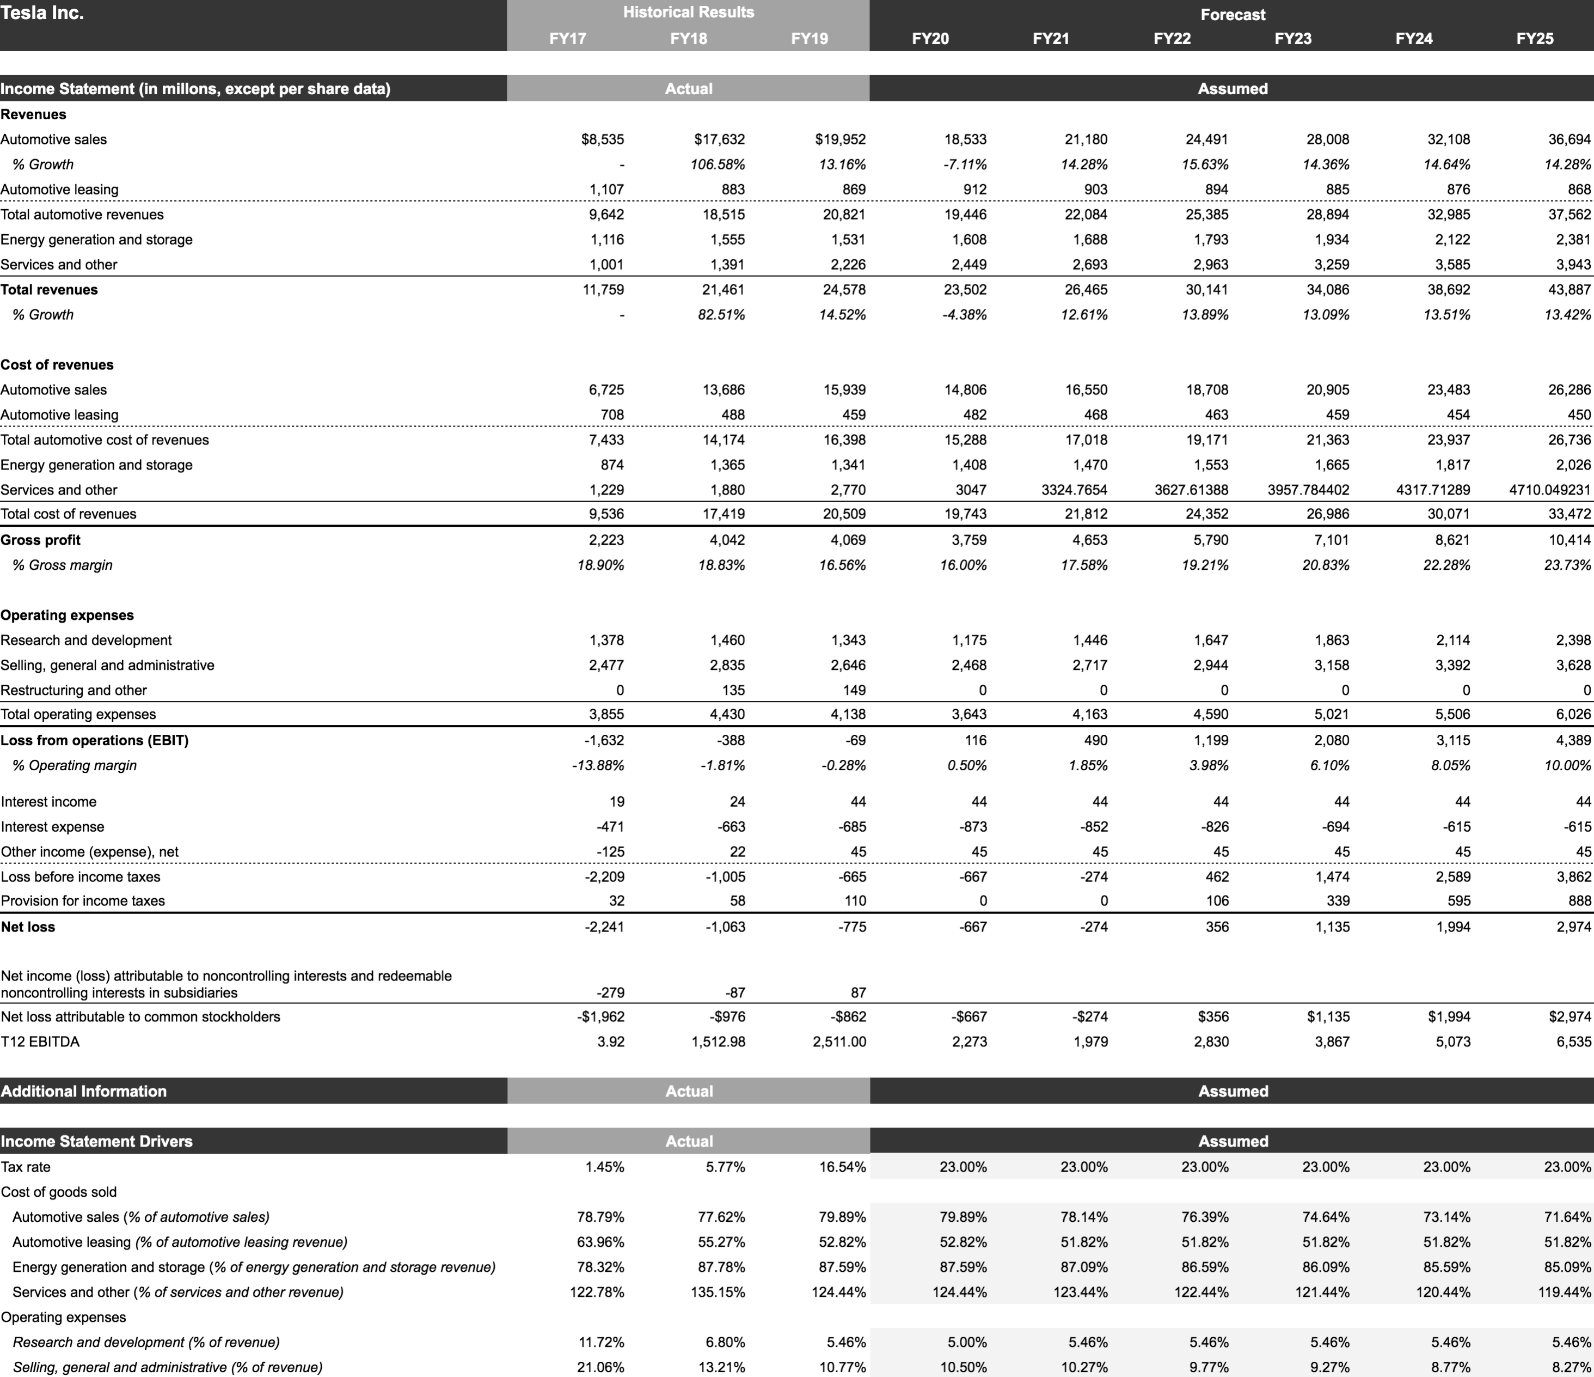 Tesla Inc. Historical Results Forecast
FY17 FY18 FY19 FY20 FY21 FY22 FY23 FY24 FY25
Income Statement (in millons, except per share data) Actual Assumed
Revenues
Automotive sales $8,535 $17,632 $19,952 18,533 21,180 24,491 28,008 32,108 36,694
% Growth - 106.58% 13.16% -7.11% 14.28% 15.63% 14.36% 14.64% 14.28%
Automotive leasing 1,107 883 869 912 903 894 885 876 868
Total automotive revenues 9,642 18,515 20,821 19,446 22,084 25,385 28,894 32,985 37,562
Energy generation and storage 1,116 1,555 1,531 1,608 1,688 1,793 1,934 2,122 2,381
Services and other 1,001 1,391 2,226 2,449 2,693 2,963 3,259 3,585 3,943
Total revenues 11,759 21,461 24,578 23,502 26,465 30,141 34,086 38,692 43,887
% Growth - 82.51% 14.52% -4.38% 12.61% 13.89% 13.09% 13.51% 13.42%
Cost of revenues
Automotive sales 6,725 13,686 15,939 14,806 16,550 18,708 20,905 23,483 26,286
Automotive leasing 708 488 459 482 468 463 459 454 450
Total automotive cost of revenues 7,433 14,174 16,398 15,288 17,018 19,171 21,363 23,937 26,736
Energy generation and storage 874 1,365 1,341 1,408 1,470 1,553 1,665 1,817 2,026
Services and other 1,229 1,880 2,770 3047 3324.7654 3627.61388 3957.784402 4317.71289 4710.049231
Total cost of revenues 9,536 17,419 20,509 19,743 21,812 24,352 26,986 30,071 33,472
Gross profit 2,223 4,042 4,069 3,759 4,653 5,790 7,101 8,621 10,414
% Gross margin 18.90% 18.83% 16.56% 16.00% 17.58% 19.21% 20.83% 22.28% 23.73%
Operating expenses
Research and development 1,378 1,460 1,343 1,175 1,446 1,647 1,863 2,114 2,398
Selling, general and administrative 2,477 2,835 2,646 2,468 2,717 2,944 3,158 3,392 3,628
Restructuring and other 0 135 149 0 0 0 0 0 0
Total operating expenses 3,855 4,430 4,138 3,643 4,163 4,590 5,021 5,506 6,026
Loss from operations (EBIT) -1,632 -388 -69 116 490 1,199 2,080 3,115 4,389
% Operating margin -13.88% -1.81% -0.28% 0.50% 1.85% 3.98% 6.10% 8.05% 10.00%
Interest income 19 24 44 44 44 44 44 44 44
Interest expense -471 -663 -685 -873 -852 -826 -694 -615 -615
Other income (expense), net -125 22 45 45 45 45 45 45 45
Loss before income taxes -2,209 -1,005 -665 -667 -274 462 1,474 2,589 3,862
Provision for income taxes 32 58 110 0 0 106 339 595 888
Net loss -2,241 -1,063 -775 -667 -274 356 1,135 1,994 2,974
Net income (loss) attributable to noncontrolling interests and redeemable
noncontrolling interests in subsidiaries -279 -87 87
Net loss attributable to common stockholders -$1,962 -$976 -$862 -$667 -$274 $356 $1,135 $1,994 $2,974
T12 EBITDA 3.92 1,512.98 2,511.00 2,273 1,979 2,830 3,867 5,073 6,535
Additional Information Actual Assumed
Income Statement Drivers Actual Assumed
Tax rate 1.45% 5.77% 16.54% 23.00% 23.00% 23.00% 23.00% 23.00% 23.00%
Cost of goods sold
Automotive sales (% of automotive sales) 78.79% 77.62% 79.89% 79.89% 78.14% 76.39% 74.64% 73.14% 71.64%
Automotive leasing (% of automotive leasing revenue) 63.96% 55.27% 52.82% 52.82% 51.82% 51.82% 51.82% 51.82% 51.82%
Energy generation and storage (% of energy generation and storage revenue) 78.32% 87.78% 87.59% 87.59% 87.09% 86.59% 86.09% 85.59% 85.09%
Services and other (% of services and other revenue) 122.78% 135.15% 124.44% 124.44% 123.44% 122.44% 121.44% 120.44% 119.44%
Operating expenses
Research and development (% of revenue) 11.72% 6.80% 5.46% 5.00% 5.46% 5.46% 5.46% 5.46% 5.46%
Selling, general and administrative (% of revenue) 21.06% 13.21% 10.77% 10.50% 10.27% 9.77% 9.27% 8.77% 8.27%